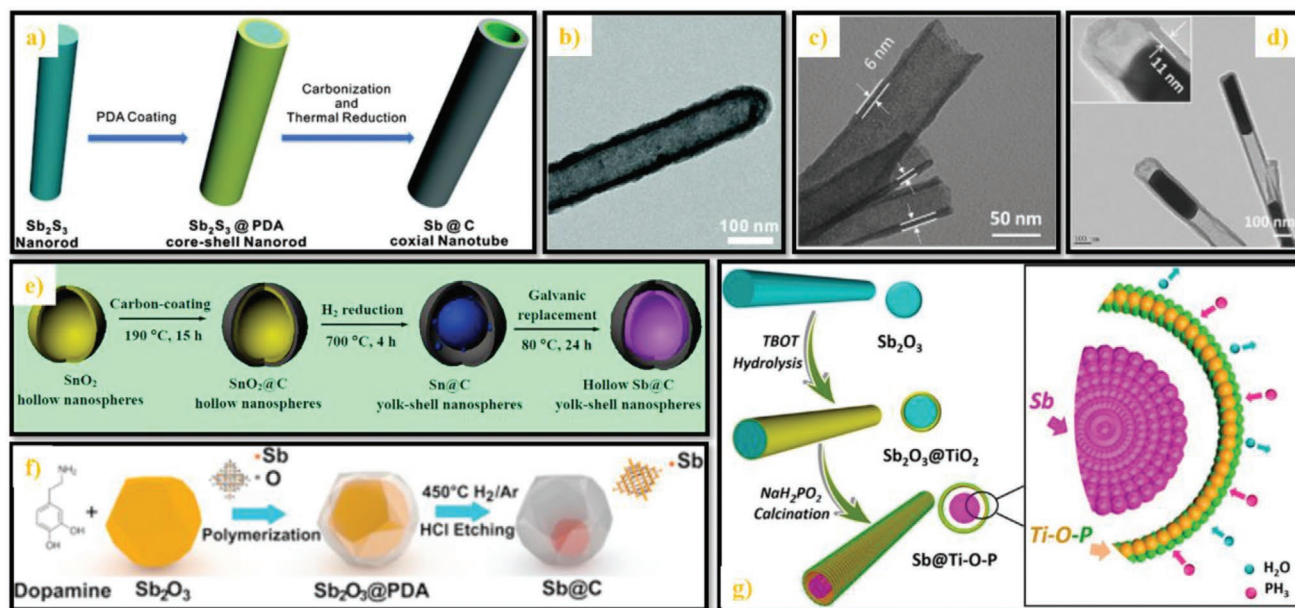 a)
PDA Coating
Carbonization
and
Thermal Reduction
Sb₂S₃
Nanorod
Sb₂S₃@PDA
core-shell Nanorod
Sb @ C
coxial Nanotube
b)
100 nm
c)
6 nm
50 nm
d)
11 nm
100 nm
e)
Carbon-coating
190 °C, 15 h
H₂ reduction
700 °C, 4 h
Galvanic
replacement
80 °C, 24 h
SnO₂
hollow nanospheres
SnO₂@C
hollow nanospheres
Sn@C
yolk-shell nanospheres
Hollow Sb@C
yolk-shell nanospheres
f)
NH₂
OH
OH
+
Dopamine
Sb₂O₃
Sb
O
Polymerization
Sb₂O₃@PDA
450°C H₂/Ar
HCl Etching
Sb
Sb@C
g)
Sb₂O₃
TBOT
Hydrolysis
Sb₂O₃@TiO₂
NaH₂PO₂
Calcination
Sb@Ti-O-P
Sb
Ti-O-P
H₂O
PH₃